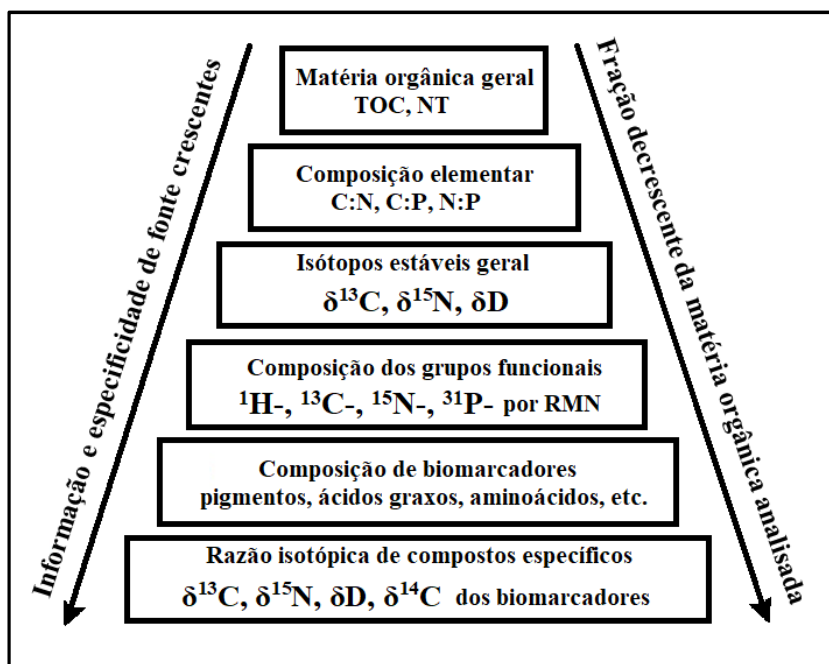 Informação e especificidade de fonte crescentes
Fração decrescente da matéria orgânica analisada
Matéria orgânica geral
TOC, NT
Composição elementar
C:N, C:P, N:P
Isótopos estáveis geral
δ¹³C, δ¹⁵N, δD
Composição dos grupos funcionais
¹H-, ¹³C-, ¹⁵N-, ³¹P- por RMN
Composição de biomarcadores
pigmentos, ácidos graxos, aminoácidos, etc.
Razão isotópica de compostos específicos
δ¹³C, δ¹⁵N, δD, δ¹⁴C dos biomarcadores